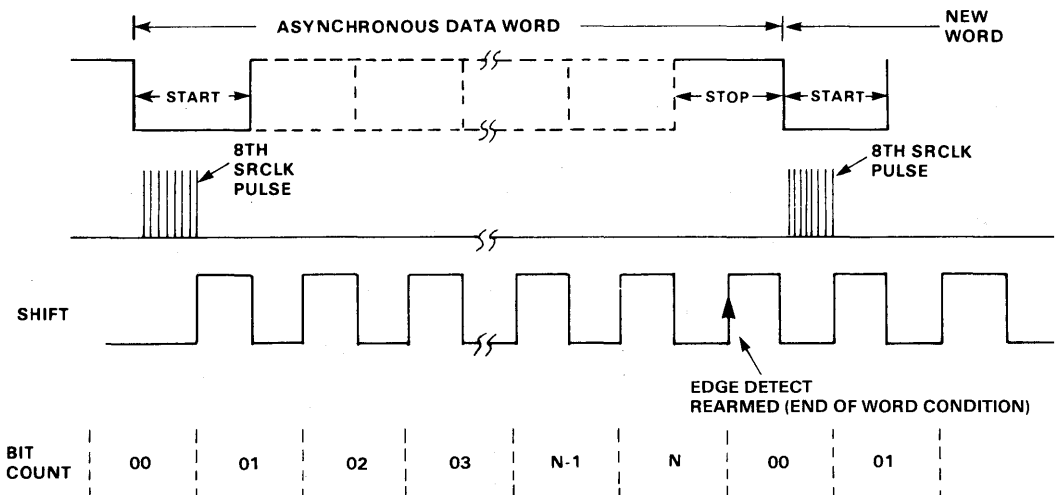 ASYNCHRONOUS DATA WORD
NEW
WORD
START
STOP
START
8TH
SRCLK
PULSE
8TH SRCLK
PULSE
SHIFT
EDGE DETECT
REARMED (END OF WORD CONDITION)
BIT
COUNT
00 01 02 03 N-1 N 00 01